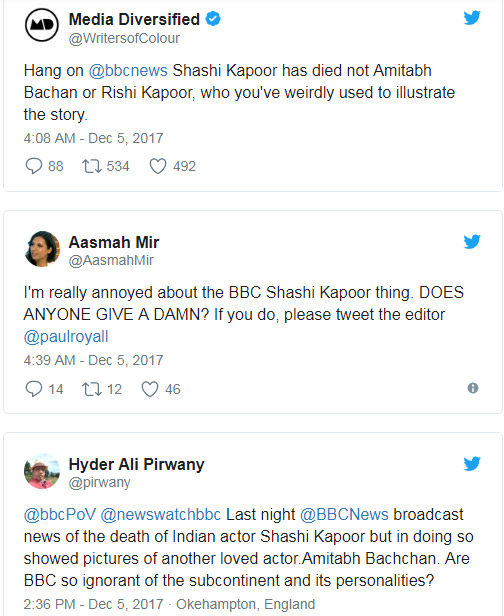 Media Diversified
@WritersofColour
Hang on @bbcnews Shashi Kapoor has died not Amitabh
Bachan or Rishi Kapoor, who you've weirdly used to illustrate
the story.
4:08 AM - Dec 5, 2017
88 534 492
Aasmah Mir
@AasmahMir
I'm really annoyed about the BBC Shashi Kapoor thing. DOES
ANYONE GIVE A DAMN? If you do, please tweet the editor
@paulroyall
4:39 AM - Dec 5, 2017
14 12 46
Hyder Ali Pirwany
@pirwany
@bbcPoV @newswatchbbc Last night @BBCNews broadcast
news of the death of Indian actor Shashi Kapoor but in doing so
showed pictures of another loved actor.Amitabh Bachchan. Are
BBC so ignorant of the subcontinent and its personalities?
2:36 PM - Dec 5, 2017 · Okehampton, England